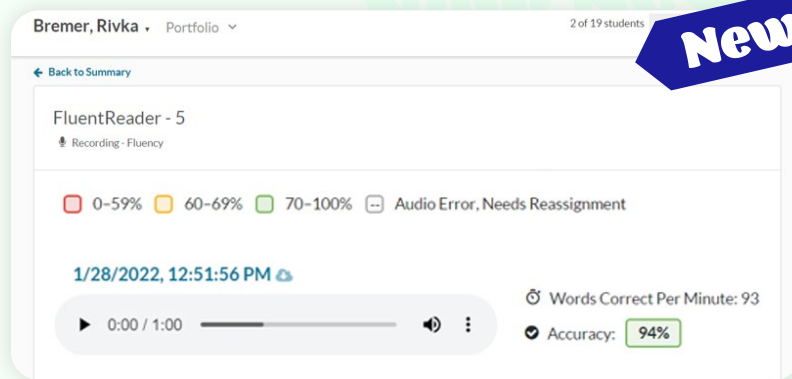 Bremer, Rivka
Portfolio
2 of 19 students
New
Back to Summary
FluentReader - 5
Recording - Fluency
0–59% 60–69% 70–100% -- Audio Error, Needs Reassignment
1/28/2022, 12:51:56 PM
0:00 / 1:00
Words Correct Per Minute: 93
Accuracy: 94%